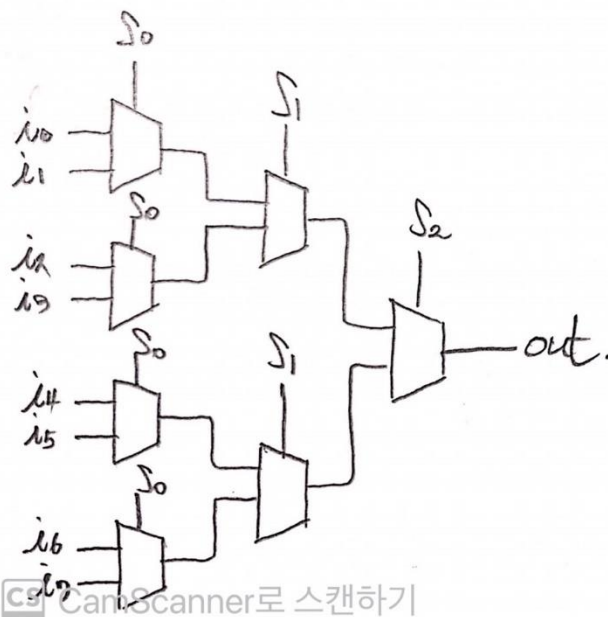 S0
i0
S1
i1
S0
i2
S2
i3
out.
S0
S1
i4
i5
S0
i6
i7
CS CamScanner로 스캔하기